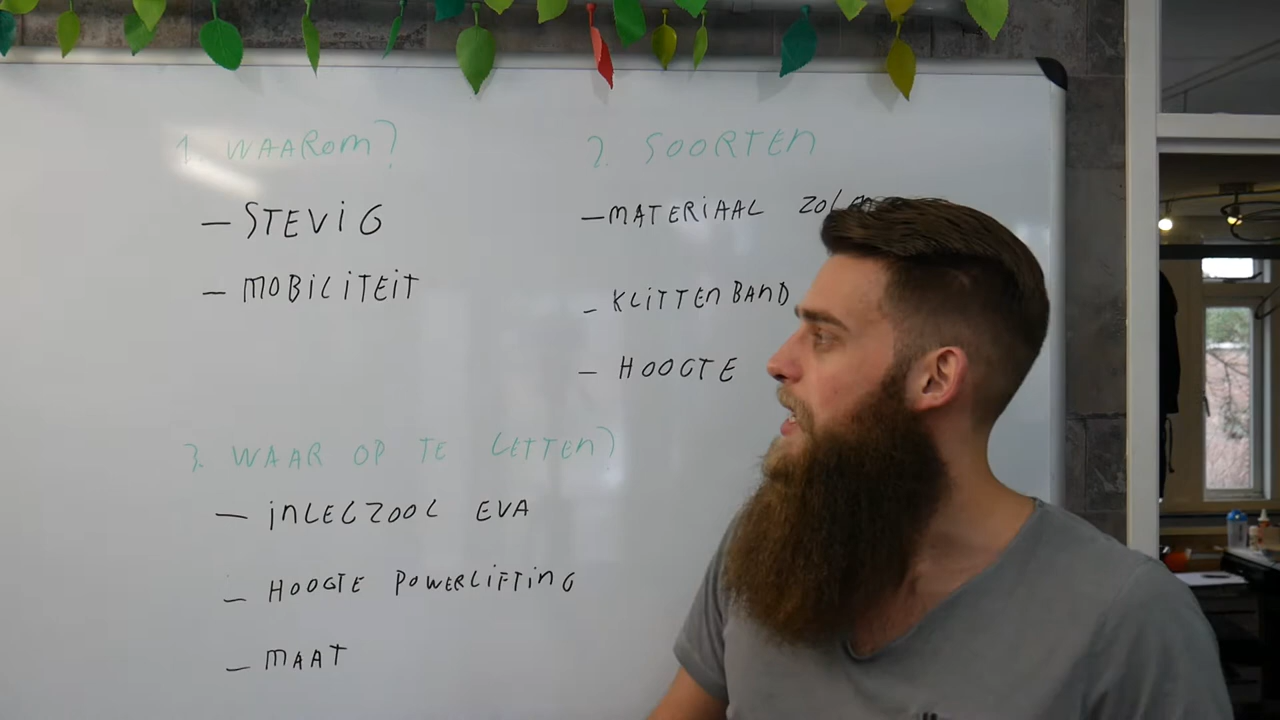 1. WAAROM?
- STEVIG
- MOBILITEIT
2. SOORTEN
- MATERIAAL
- KLITTENBAND
- HOOGTE
3. WAAR OP TE LETTEN?
- INLEGZOOL EVA
- HOOGTE POWERLIFTING
- MAAT